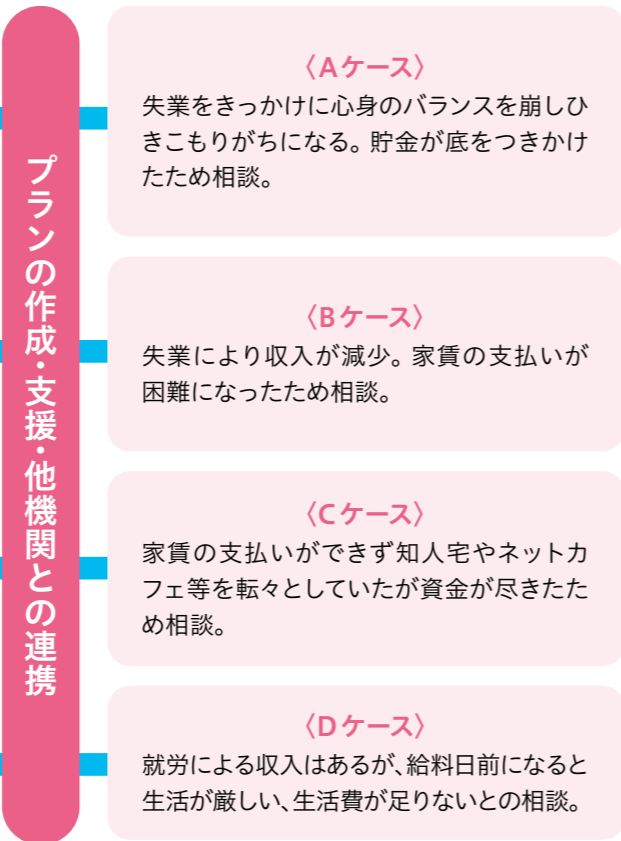 プランの作成・支援・他機関との連携
〈Aケース〉
失業をきっかけに心身のバランスを崩しひ
きこもりがちになる。貯金が底をつきかけ
たため相談。
〈Bケース〉
失業により収入が減少。家賃の支払いが
困難になったため相談。
〈Cケース〉
家賃の支払いができず知人宅やネットカ
フェ等を転々としていたが資金が尽きたた
め相談。
〈Dケース〉
就労による収入はあるが、給料日前になると
生活が厳しい、生活費が足りないとの相談。